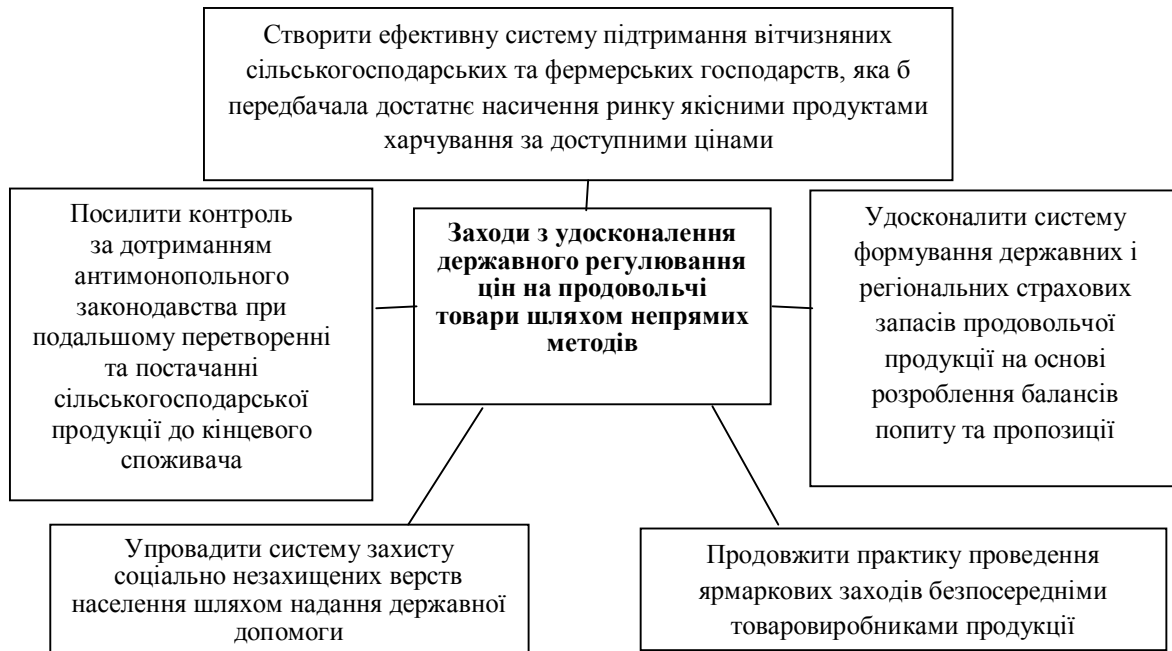 Створити ефективну систему підтримання вітчизняних
сільськогосподарських та фермерських господарств, яка б
передбачала достатнє насичення ринку якісними продуктами
харчування за доступними цінами
Посилити контроль
за дотриманням
антимонопольного
законодавства при
подальшому перетворенні
та постачанні
сільськогосподарської
продукції до кінцевого
споживача
Заходи з удосконалення
державного регулювання
цін на продовольчі
товари шляхом непрямих
методів
Удосконалити систему
формування державних і
регіональних страхових
запасів продовольчої
продукції на основі
розроблення балансів
попиту та пропозиції
Упровадити систему захисту
соціально незахищених верств
населення шляхом надання державної
допомоги
Продовжити практику проведення
ярмаркових заходів безпосередніми
товаровиробниками продукції